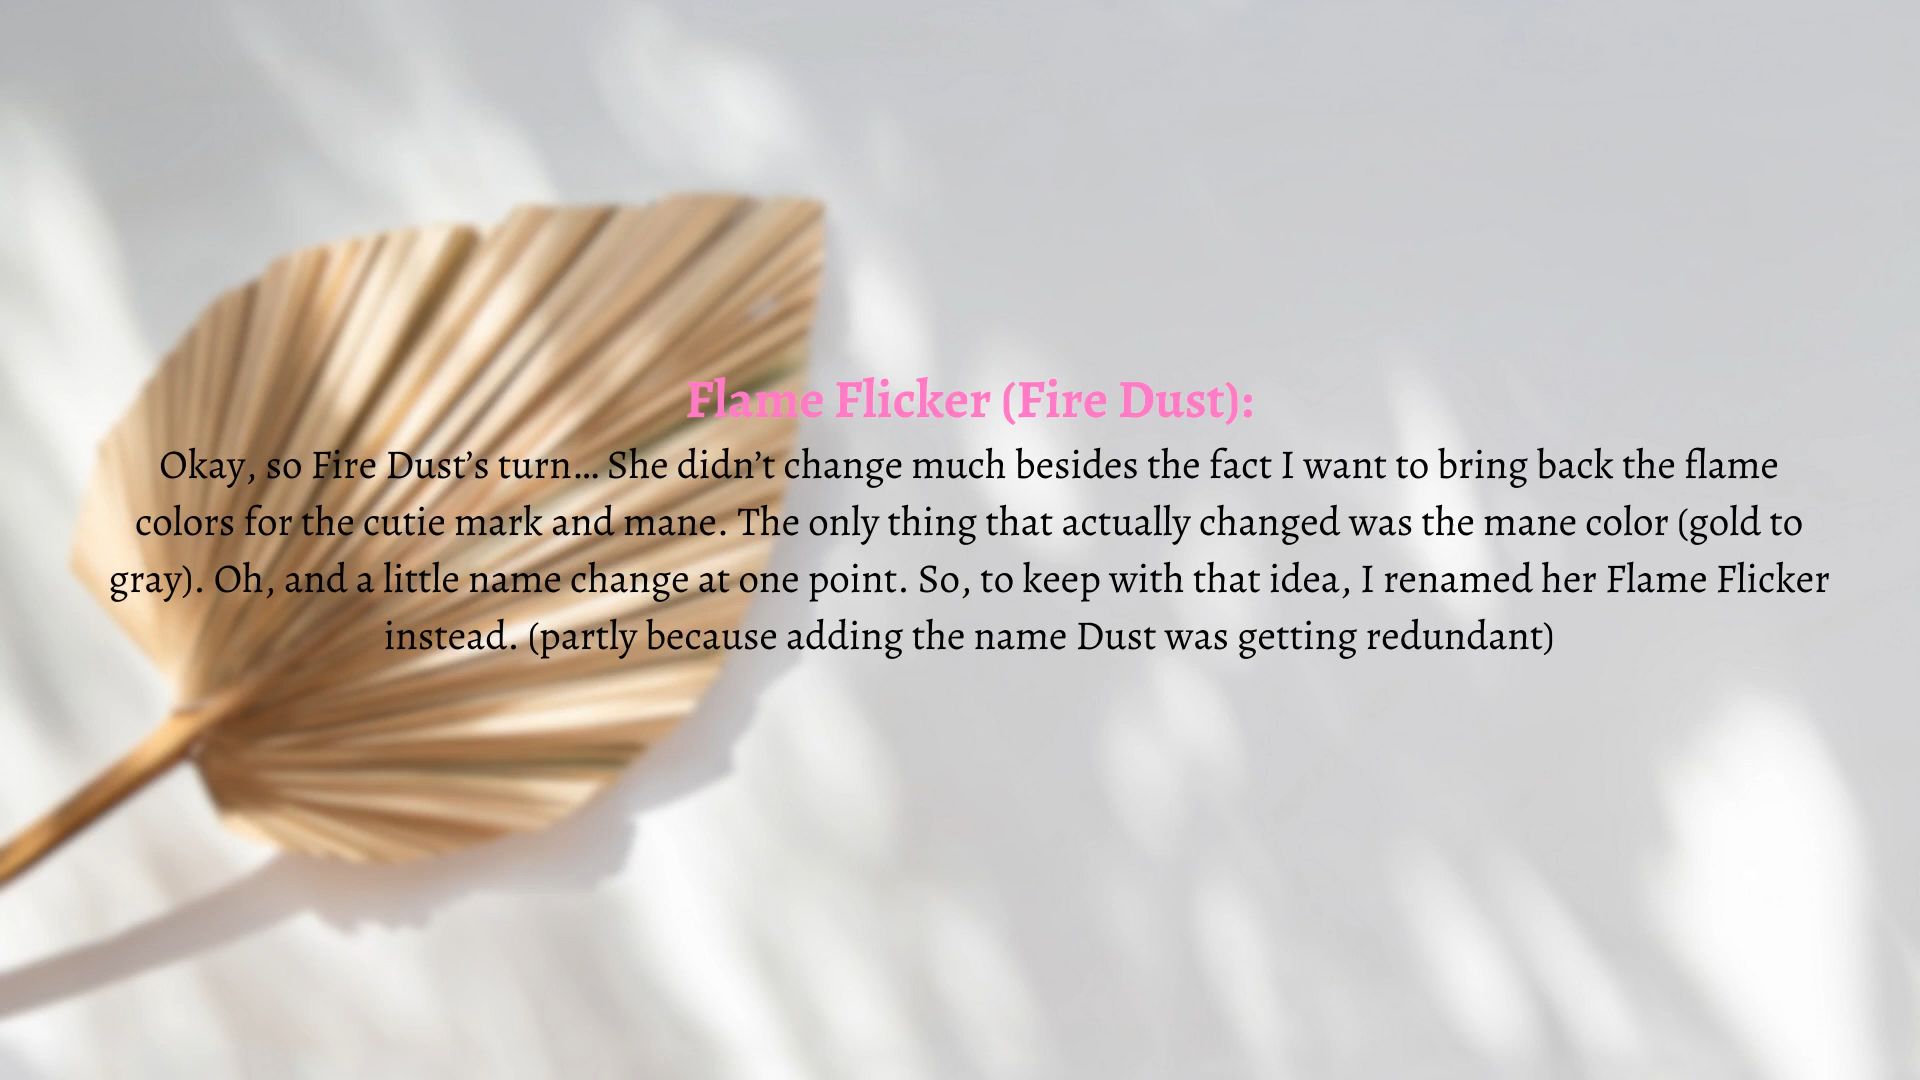 Flame Flicker (Fire Dust):
Okay, so Fire Dust’s turn... She didn’t change much besides the fact I want to bring back the flame
colors for the cutie mark and mane. The only thing that actually changed was the mane color (gold to
gray). Oh, and a little name change at one point. So, to keep with that idea, I renamed her Flame Flicker
instead. (partly because adding the name Dust was getting redundant)